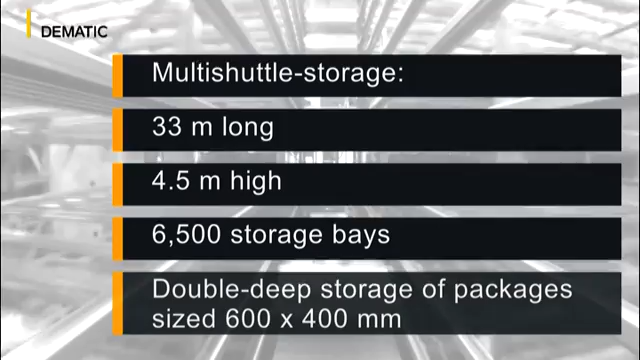 DEMATIC
Multishuttle-storage:
33 m long
4.5 m high
6,500 storage bays
Double-deep storage of packages
sized 600 x 400 mm